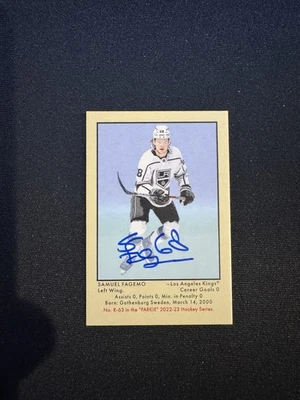 68
SAMUEL FAGEMO —Los Angeles Kings
Left Wing. Career Goals 0
Assists 0, Points 0, Min. in Penalty 0
Born: Gothenburg Sweden, March 14, 2000
No. R-63 in the "PARKIE" 2022-23 Hockey Series.